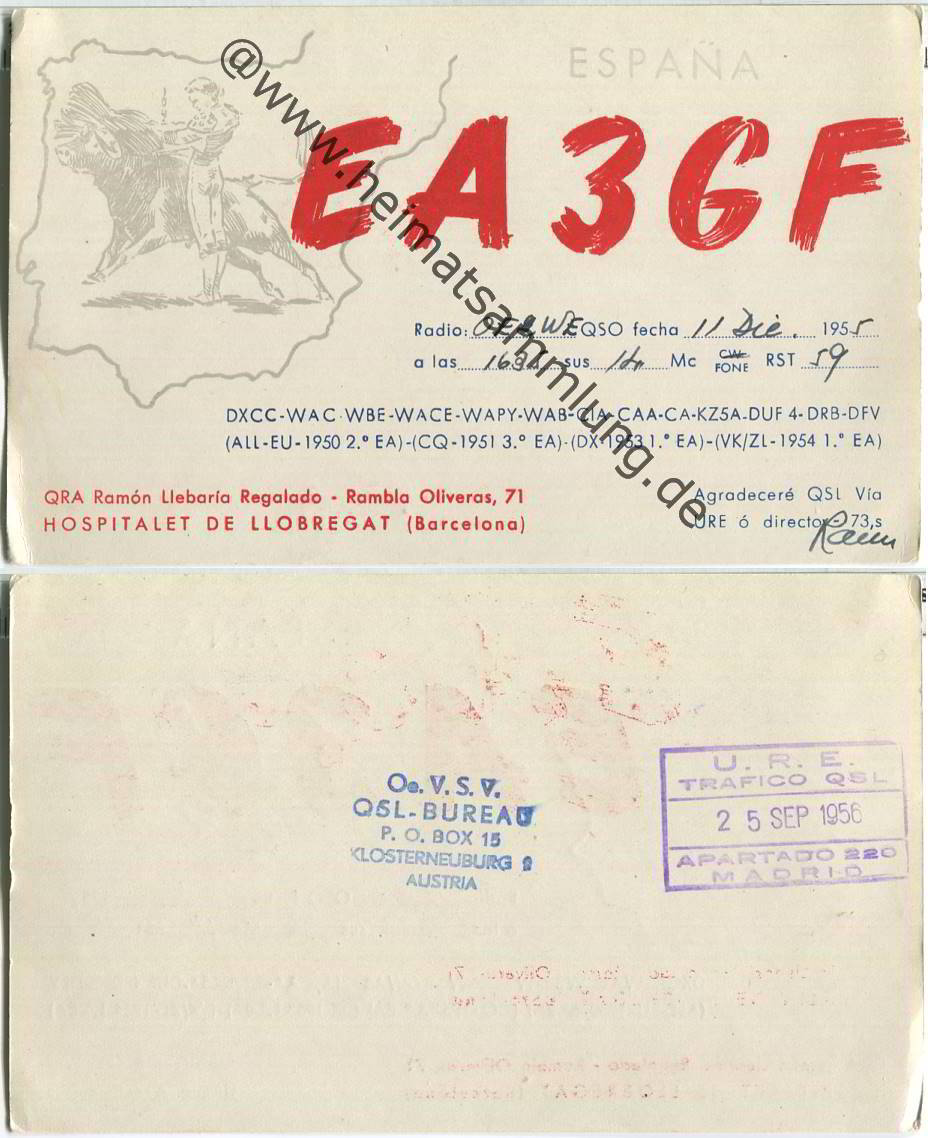 ESPAÑA
EA3GF
@www.heimatsammlung.de
Radio: QSO fecha 11 Dic. 1955
a las sus 14 Mc CW FONE RST 59
DXCC-WAC WBE-WACE-WAPY-WAB-CIA-CAA-CA-KZ5A-DUF 4-DRB-DFV
(ALL-EU-1950 2.º EA)-(CQ-1951 3.º EA)-(DX-1953 1.º EA)-(VK/ZL-1954 1.º EA)
QRA Ramón Llebaría Regalado - Rambla Oliveras, 71
HOSPITALET DE LLOBREGAT (Barcelona)
Agradeceré QSL Vía
URE ó director-73,s
Oe. V. S. V.
QSL-BUREAU
P. O. BOX 15
KLOSTERNEUBURG 2
AUSTRIA
U. R. E.
TRAFICO QSL
2 5 SEP 1956
APARTADO 220
MADRID